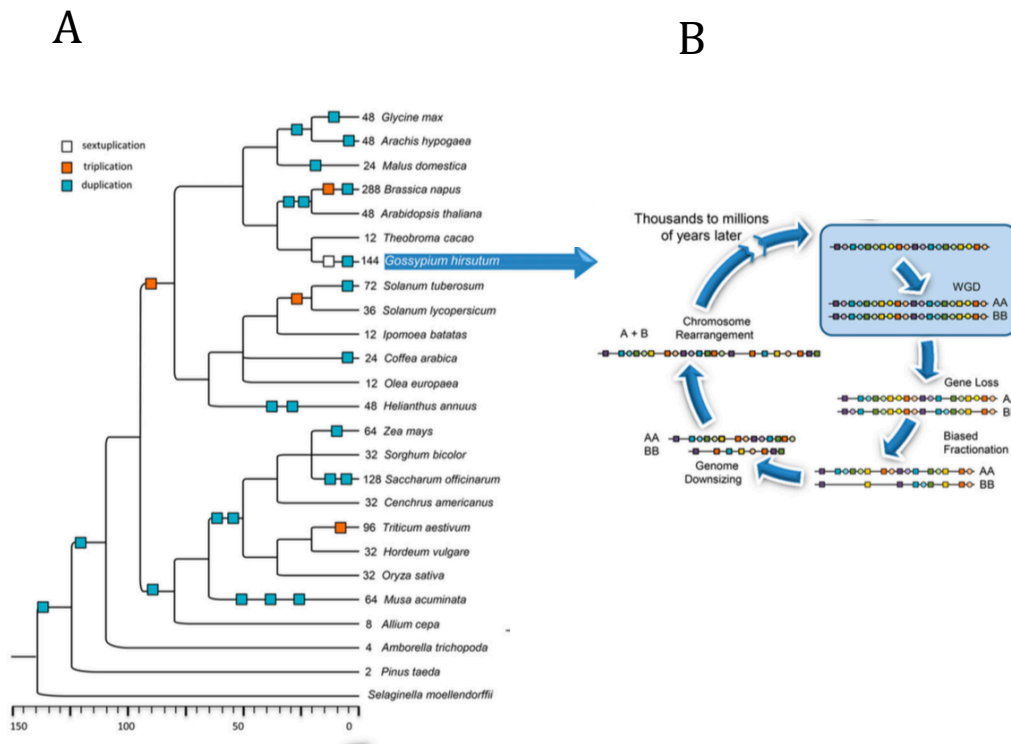 A
B
sextuplication
triplication
duplication
48 Glycine max
48 Arachis hypogaea
24 Malus domestica
288 Brassica napus
48 Arabidopsis thaliana
12 Theobroma cacao
144 Gossypium hirsutum
72 Solanum tuberosum
36 Solanum lycopersicum
12 Ipomoea batatas
24 Coffea arabica
12 Olea europaea
48 Helianthus annuus
64 Zea mays
32 Sorghum bicolor
128 Saccharum officinarum
32 Cenchrus americanus
96 Triticum aestivum
32 Hordeum vulgare
32 Oryza sativa
64 Musa acuminata
8 Allium cepa
4 Amborella trichopoda
2 Pinus taeda
Selaginella moellendorffii
150 100 50 0
Thousands to millions
of years later
WGD
AA
BB
Gene Loss
A
B
Biased
Fractionation
AA
BB
Genome
Downsizing
AA
BB
Chromosome
Rearrangement
A + B